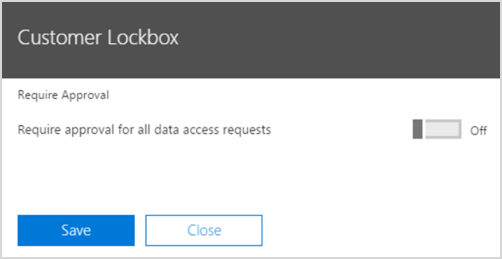 Customer Lockbox
Require Approval
Require approval for all data access requests
Off
Save
Close